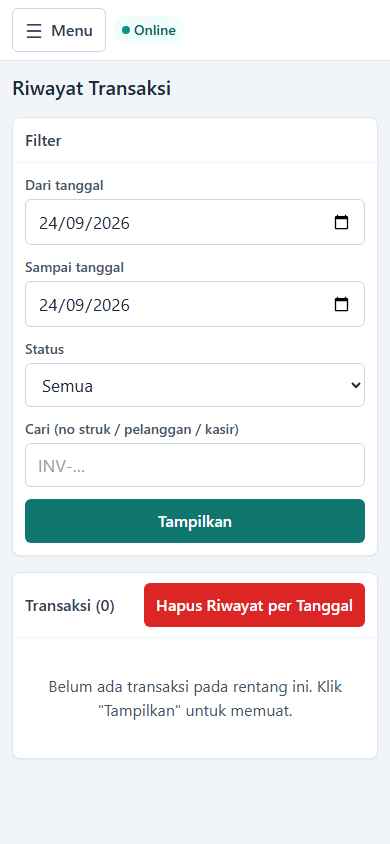 ☰ Menu
Online
Riwayat Transaksi
Filter
Dari tanggal
24/09/2026
Sampai tanggal
24/09/2026
Status
Semua
Cari (no struk / pelanggan / kasir)
INV-...
Tampilkan
Transaksi (0)
Hapus Riwayat per Tanggal
Belum ada transaksi pada rentang ini. Klik
"Tampilkan" untuk memuat.